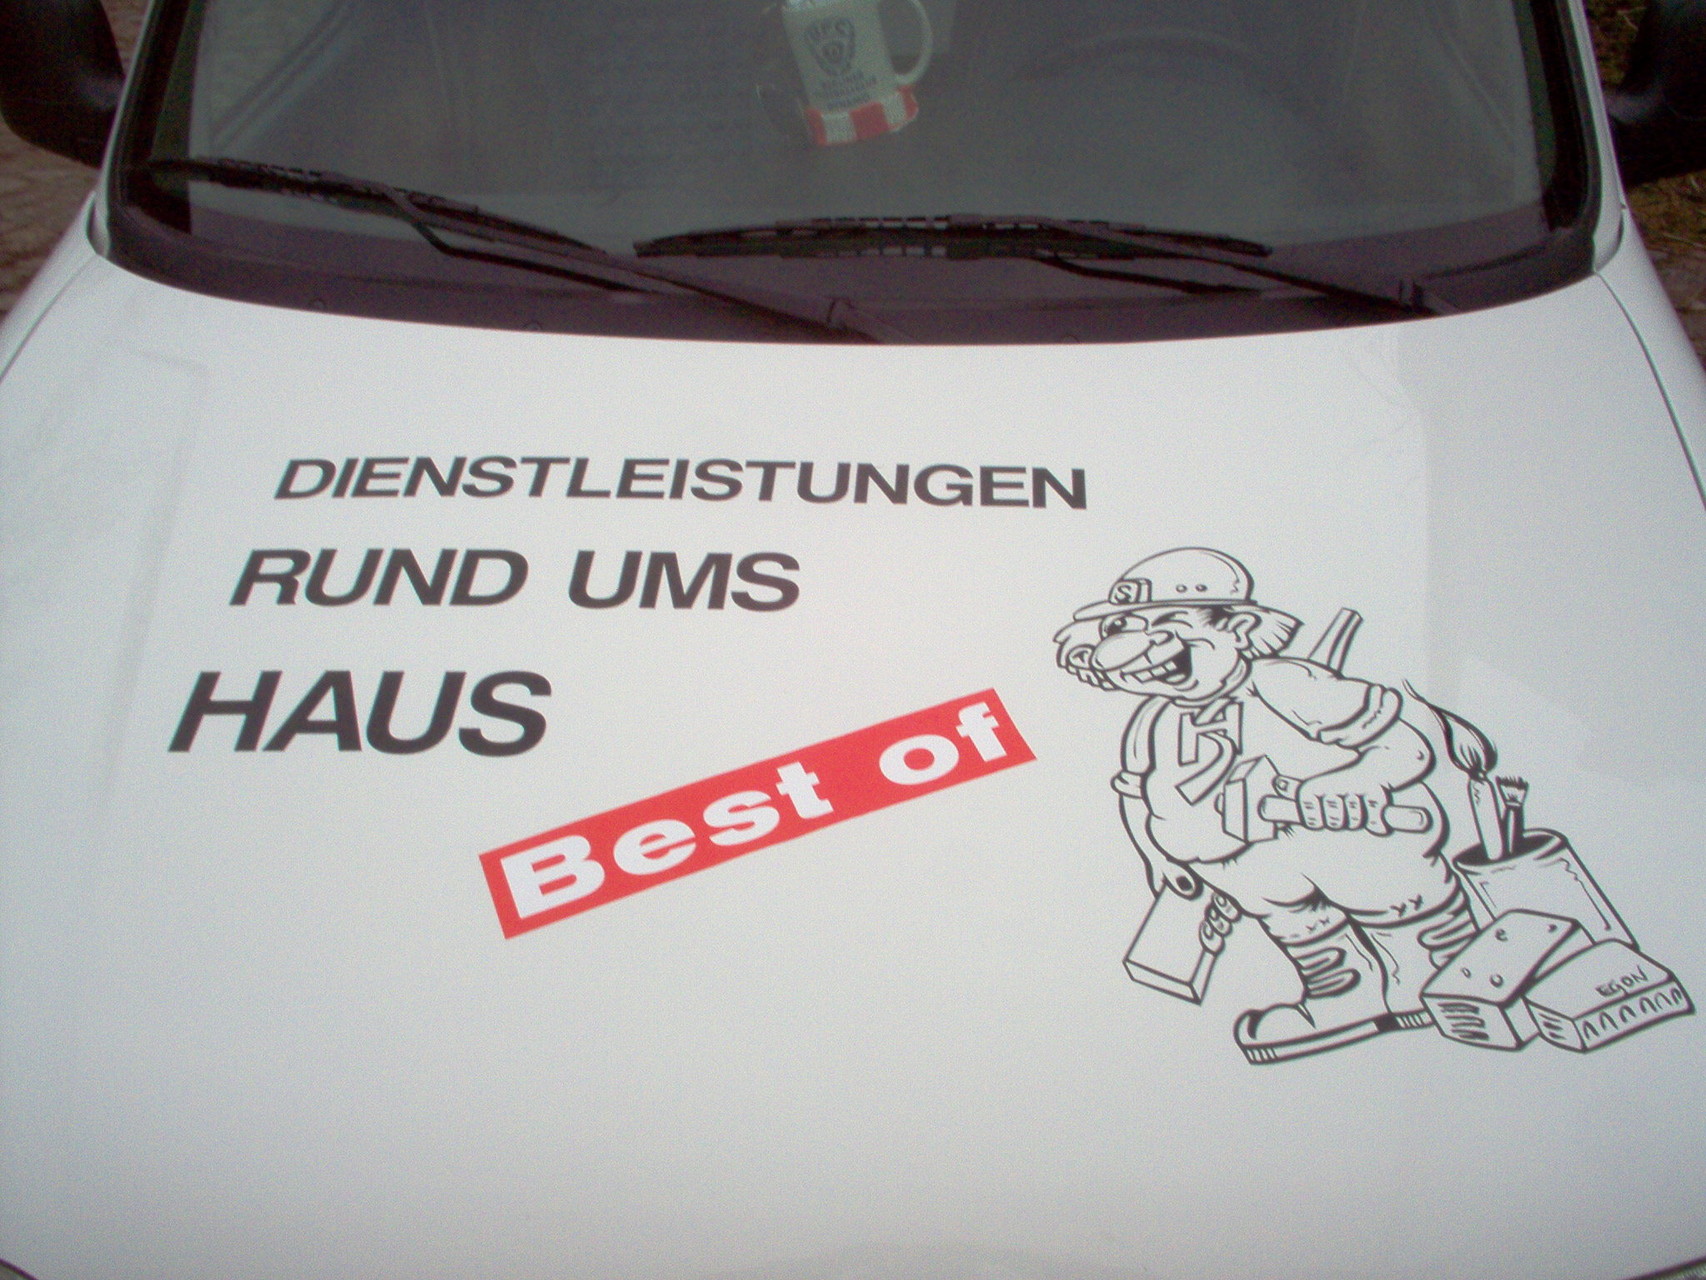 DIENSTLEISTUNGEN
RUND UMS
HAUS
Best of
EGON